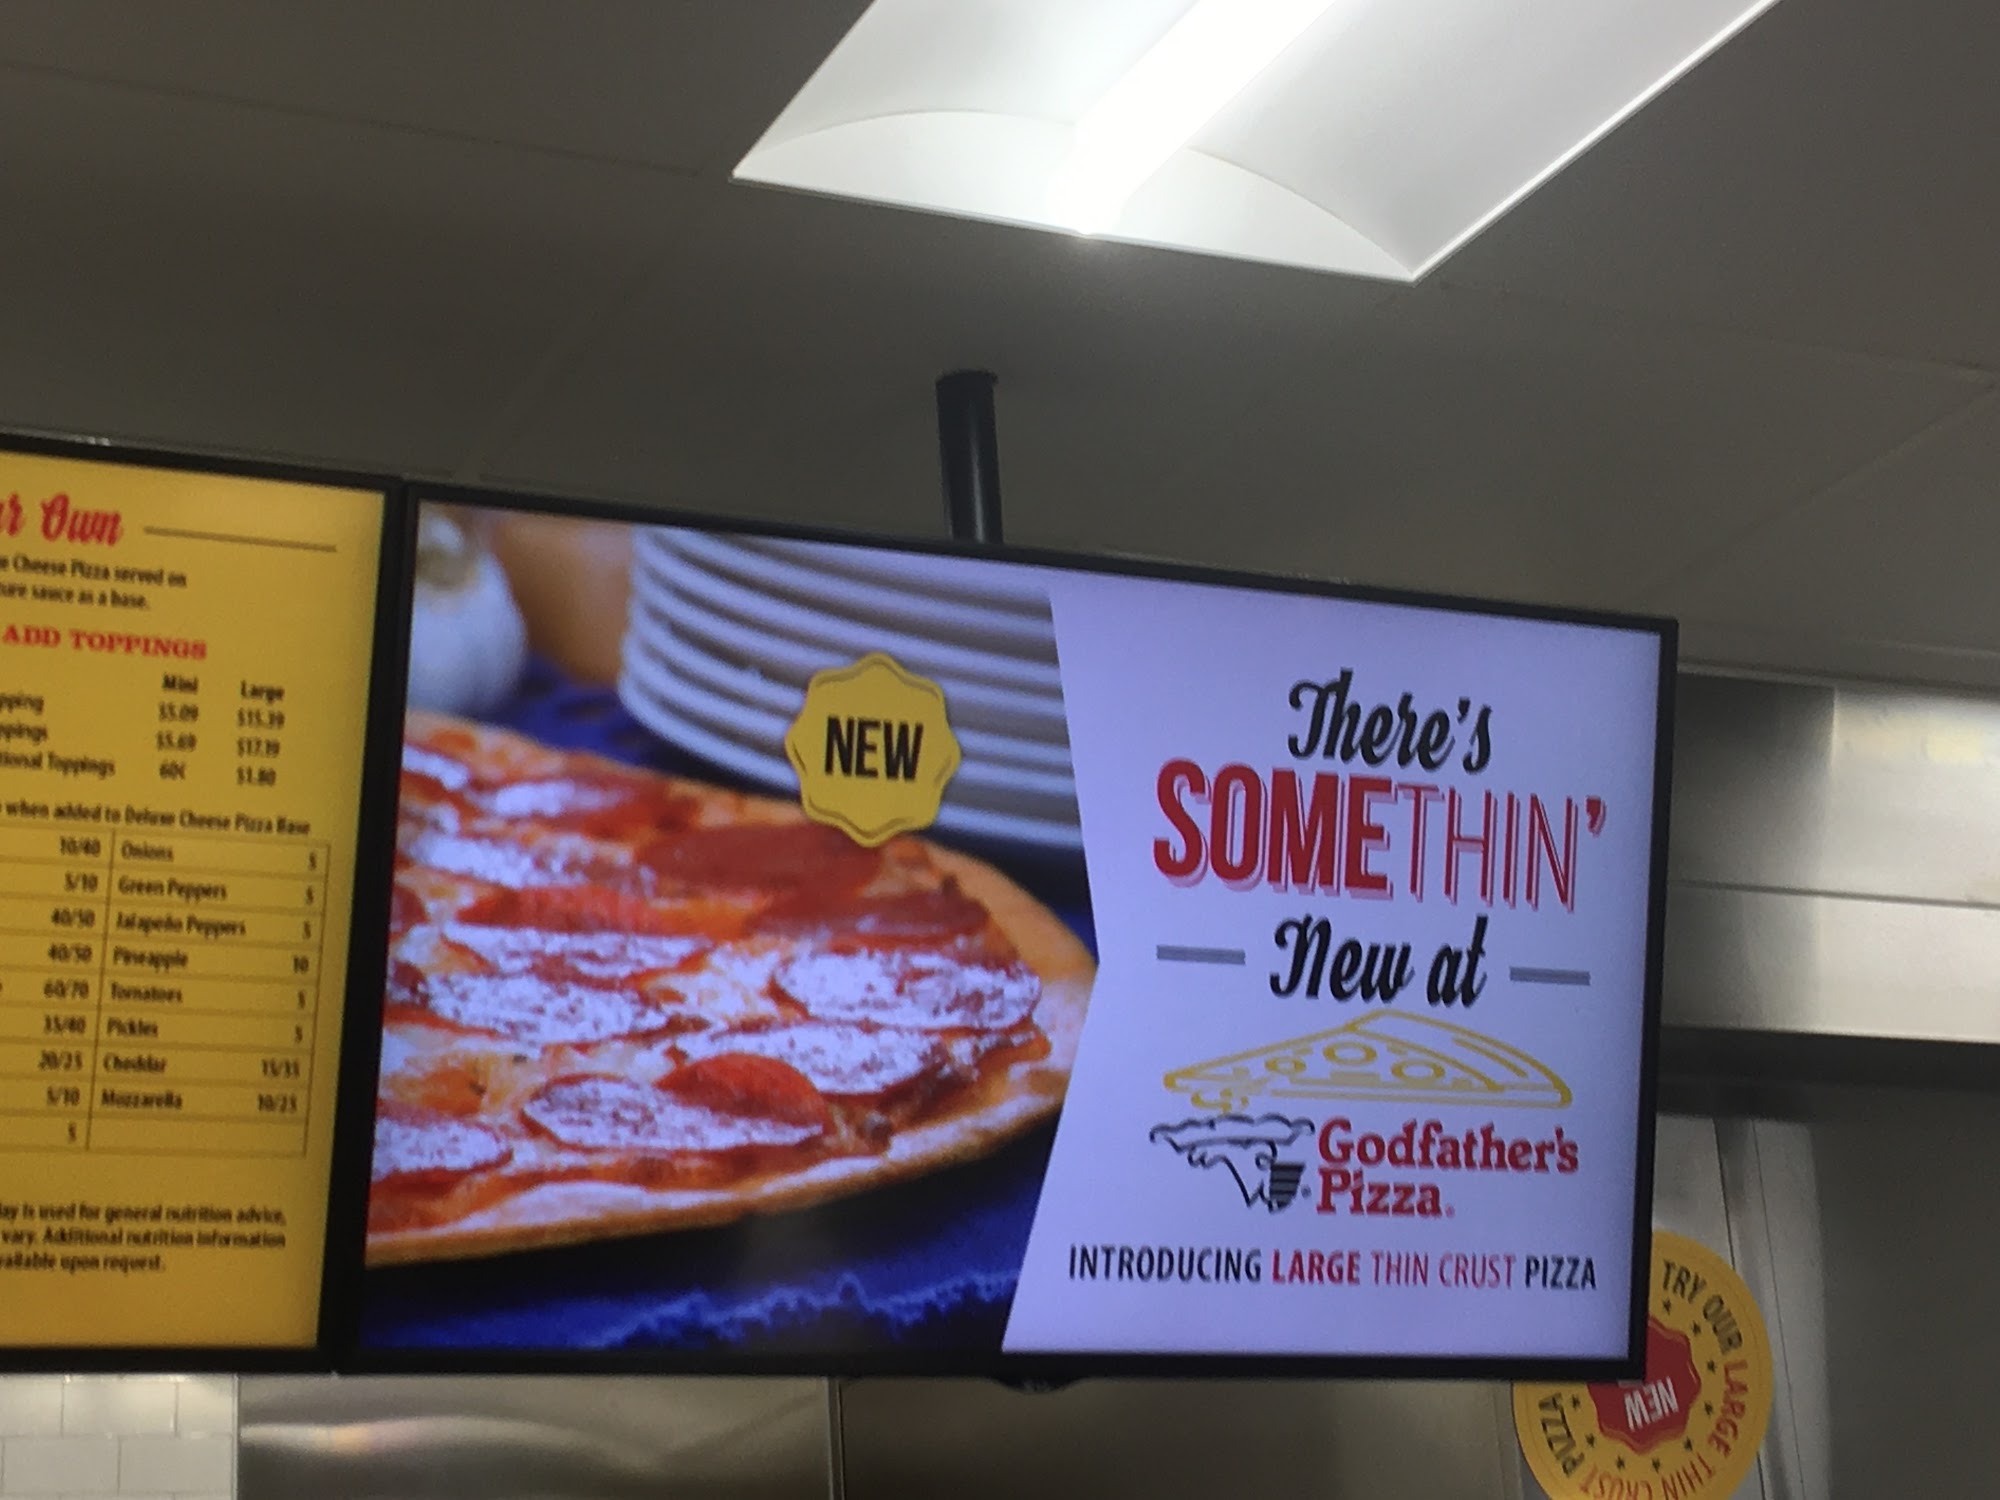 r Own
Cheese Pizza served on
sauce as a base.
ADD TOPPINGS
Mini Large
$5.09 $15.39
$5.69 $17.19
Toppings 60¢ $1.80
when added to Deluxe Cheese Pizza Base
10/40 Onions 5
5/10 Green Peppers 5
40/50 Jalapeño Peppers 5
40/50 Pineapple 10
60/70 Tomatoes 5
35/40 Pickles 5
20/25 Cheddar 15/35
5/10 Mozzarella 10/25
5
is used for general nutrition advice,
vary. Additional nutrition information
available upon request.
NEW
There's
SOMETHIN'
New at
Godfather's
Pizza.
INTRODUCING LARGE THIN CRUST PIZZA
TRY OUR LARGE THIN CRUST PIZZA
NEW